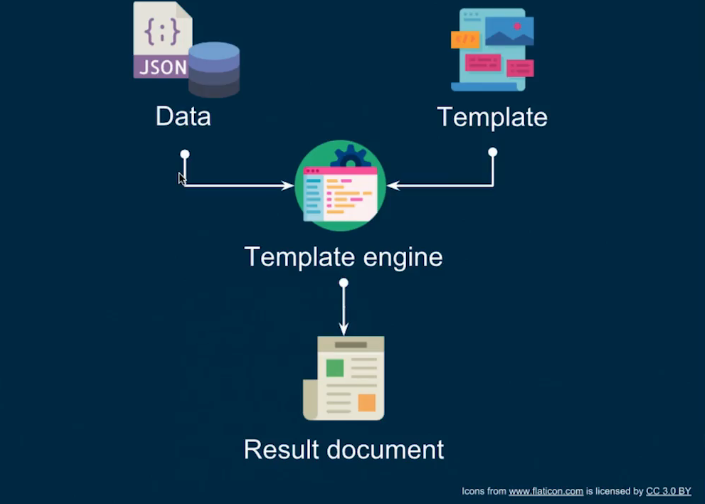 {;}
JSON
Data
</>
Template
Template engine
Result document
Icons from www.flaticon.com is licensed by CC 3.0 BY